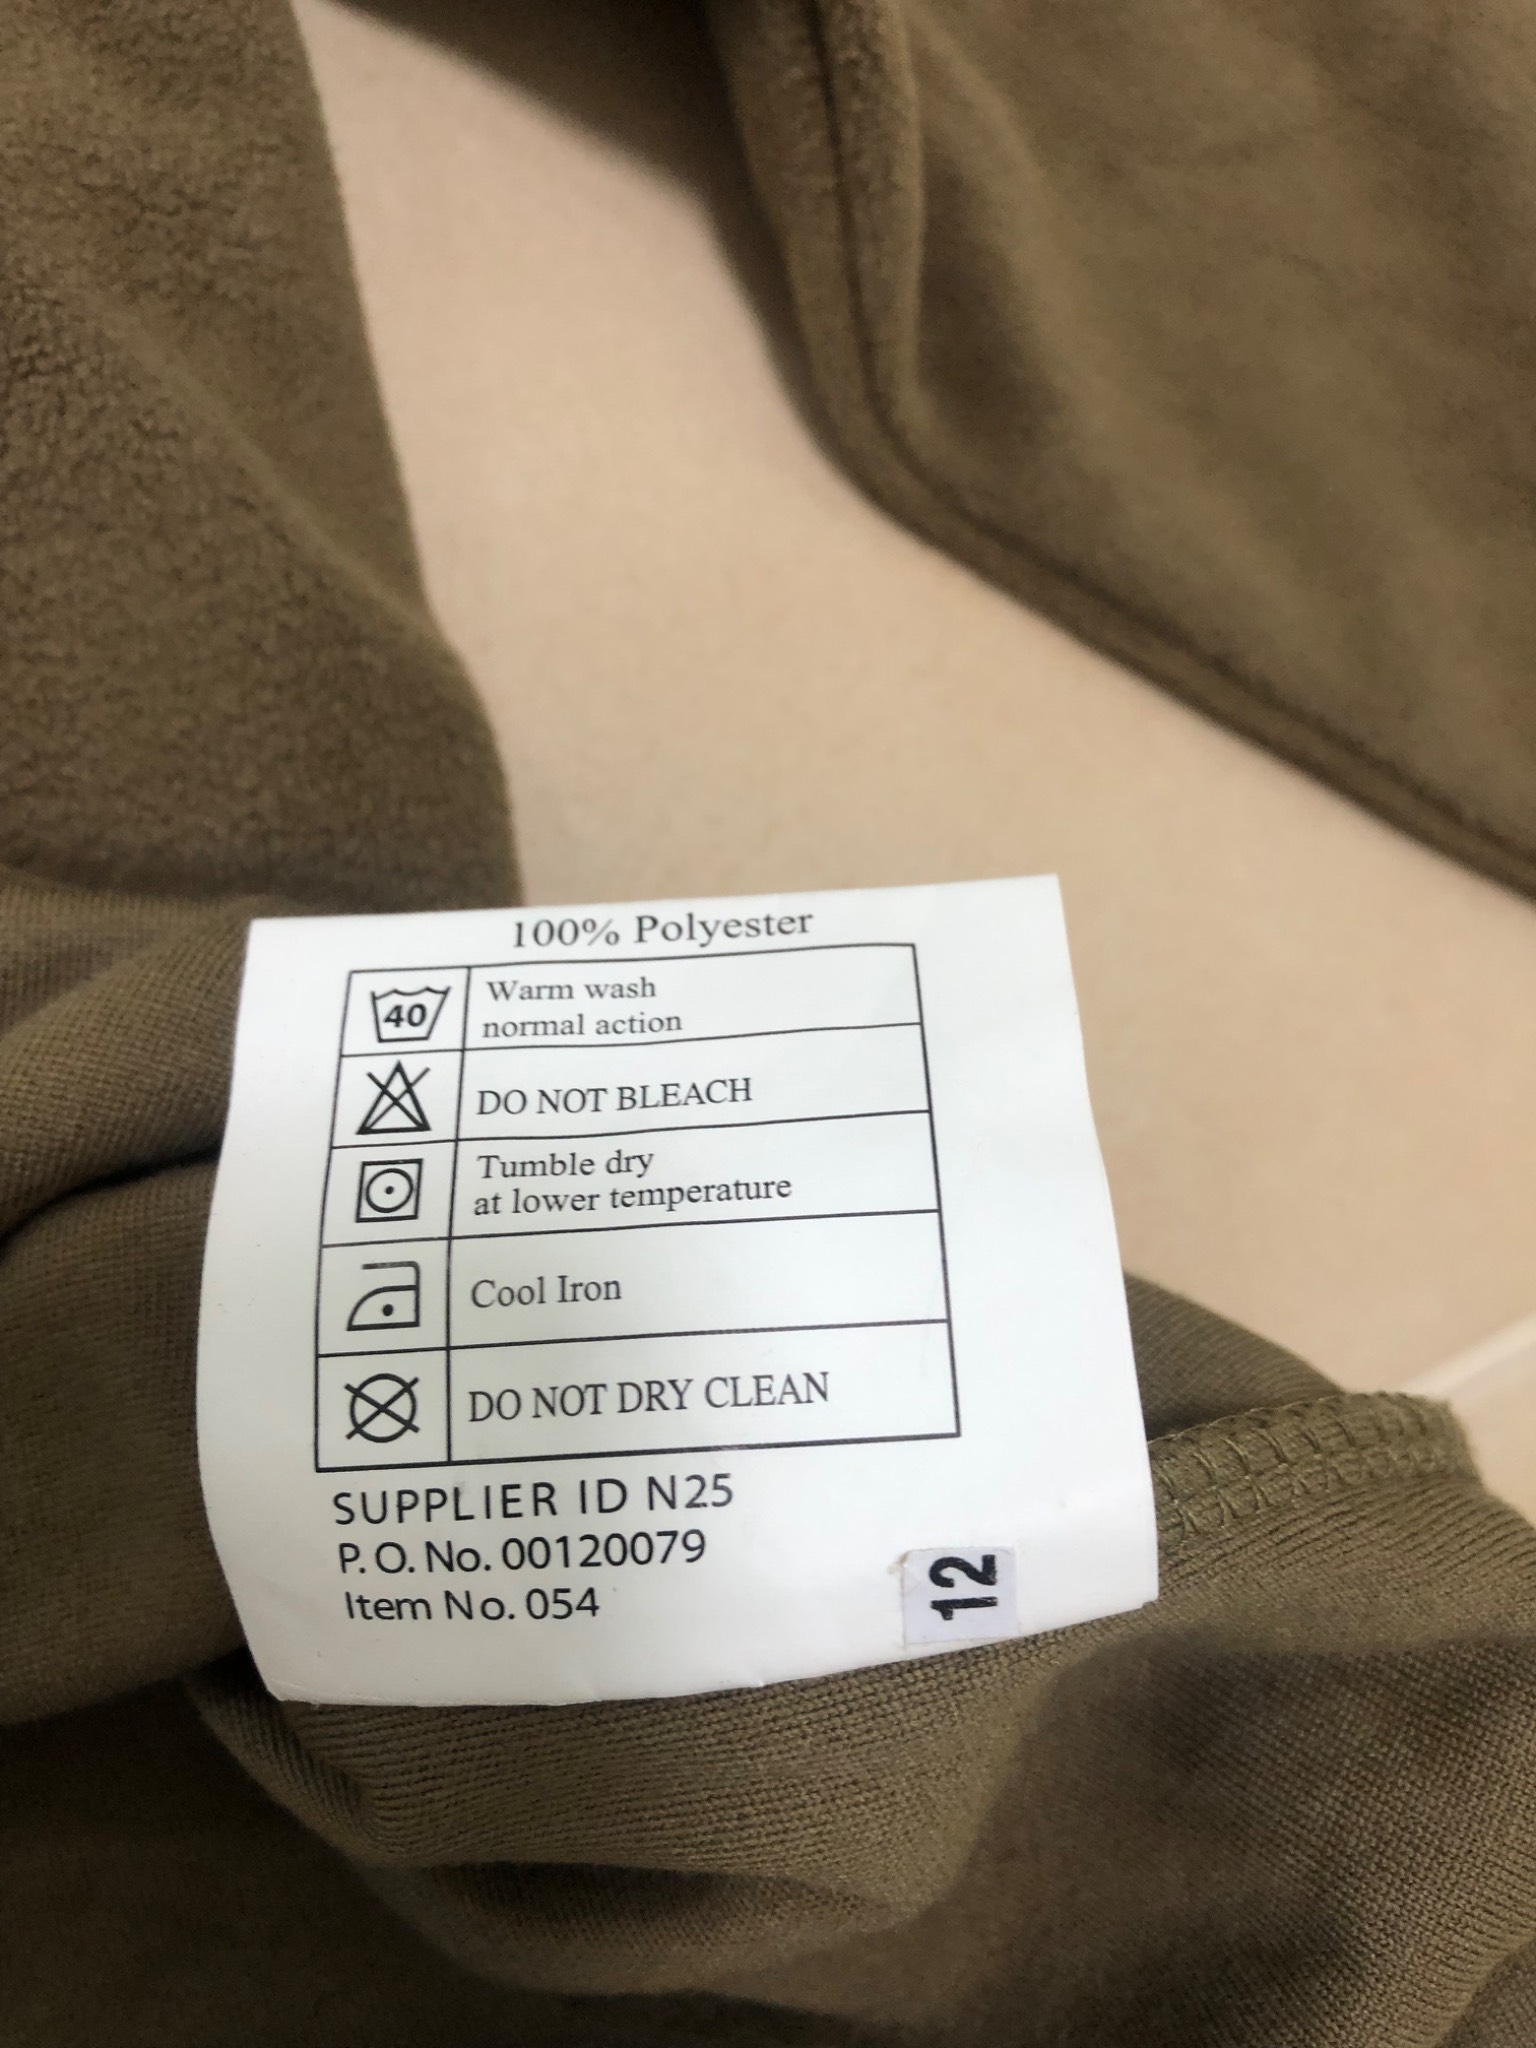 100% Polyester
40
Warm wash
normal action
DO NOT BLEACH
Tumble dry
at lower temperature
Cool Iron
DO NOT DRY CLEAN
SUPPLIER ID N25
P.O. No. 00120079
Item No. 054
12